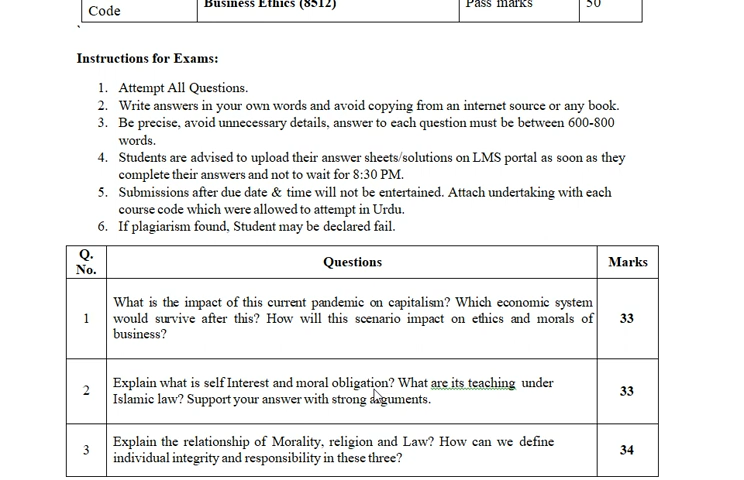 Business Ethics (8512)
Pass marks
50
Code
Instructions for Exams:
1. Attempt All Questions.
2. Write answers in your own words and avoid copying from an internet source or any book.
3. Be precise, avoid unnecessary details, answer to each question must be between 600-800
words.
4. Students are advised to upload their answer sheets/solutions on LMS portal as soon as they
complete their answers and not to wait for 8:30 PM.
5. Submissions after due date & time will not be entertained. Attach undertaking with each
course code which were allowed to attempt in Urdu.
6. If plagiarism found, Student may be declared fail.
Q.
No.
Questions
Marks
1
What is the impact of this current pandemic on capitalism? Which economic system
would survive after this? How will this scenario impact on ethics and morals of
business?
33
2
Explain what is self Interest and moral obligation? What are its teaching under
Islamic law? Support your answer with strong arguments.
33
3
Explain the relationship of Morality, religion and Law? How can we define
individual integrity and responsibility in these three?
34